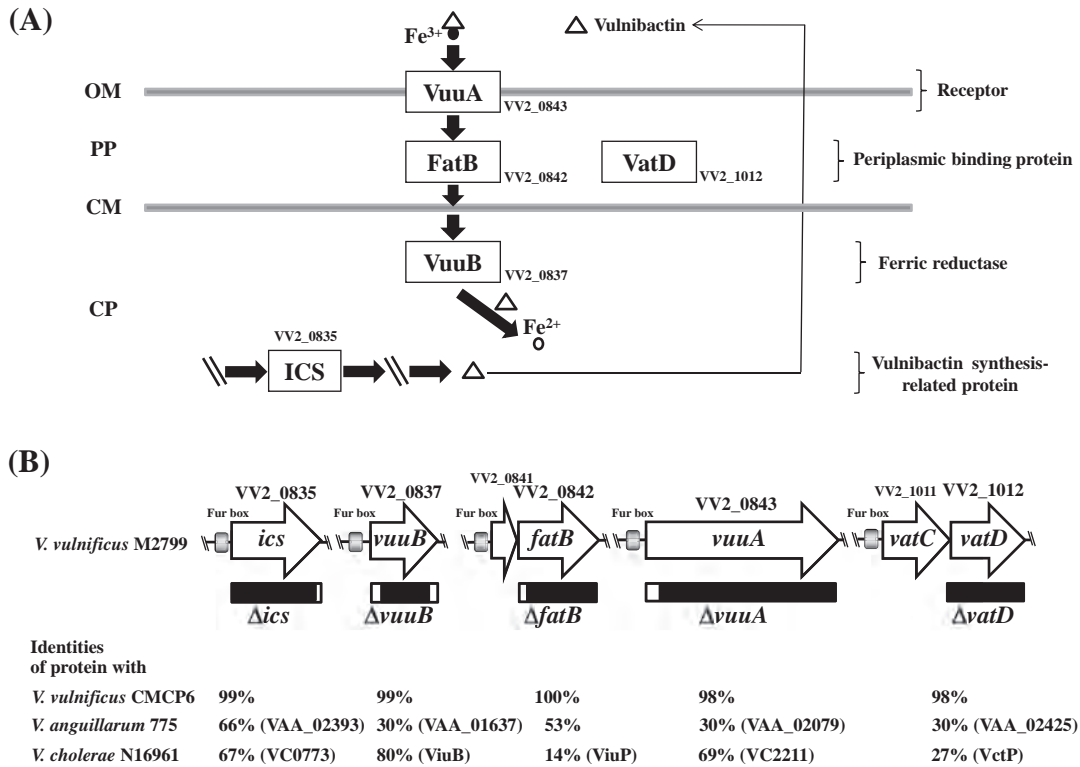 (A)
Fe³⁺
Vulnibactin
OM
VuuA
VV2_0843
Receptor
PP
FatB
VV2_0842
VatD
VV2_1012
Periplasmic binding protein
CM
VuuB
VV2_0837
Ferric reductase
CP
Fe²⁺
VV2_0835
ICS
Vulnibactin synthesis-
related protein
(B)
VV2_0835 VV2_0837 VV2_0841 VV2_0842 VV2_0843 VV2_1011 VV2_1012
Fur box Fur box Fur box Fur box Fur box
V. vulnificus M2799 ics vuuB fatB vuuA vatC vatD
Δics ΔvuuB ΔfatB ΔvuuA ΔvatD
Identities
of protein with
V. vulnificus CMCP6 99% 99% 100% 98% 98%
V. anguillarum 775 66% (VAA_02393) 30% (VAA_01637) 53% 30% (VAA_02079) 30% (VAA_02425)
V. cholerae N16961 67% (VC0773) 80% (ViuB) 14% (ViuP) 69% (VC2211) 27% (VctP)